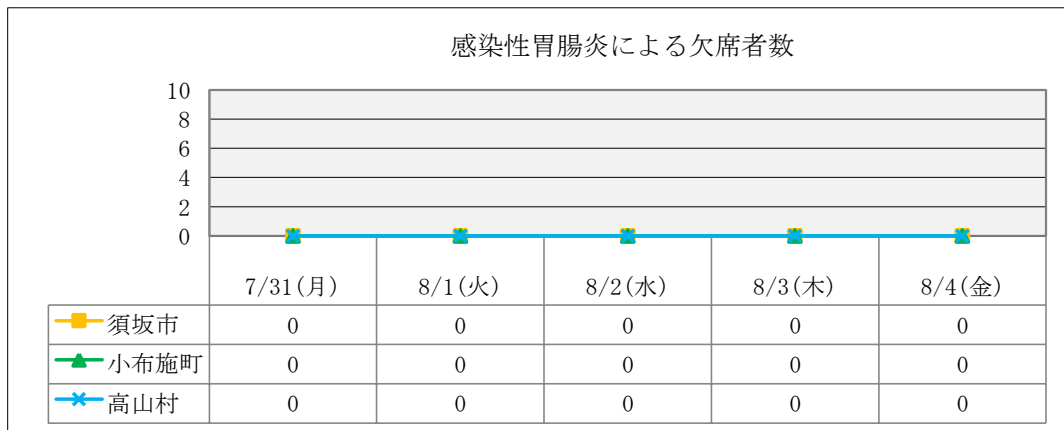 感染性胃腸炎による欠席者数
10
8
6
4
2
0
7/31(月) 8/1(火) 8/2(水) 8/3(木) 8/4(金)
須坂市 0 0 0 0 0
小布施町 0 0 0 0 0
高山村 0 0 0 0 0